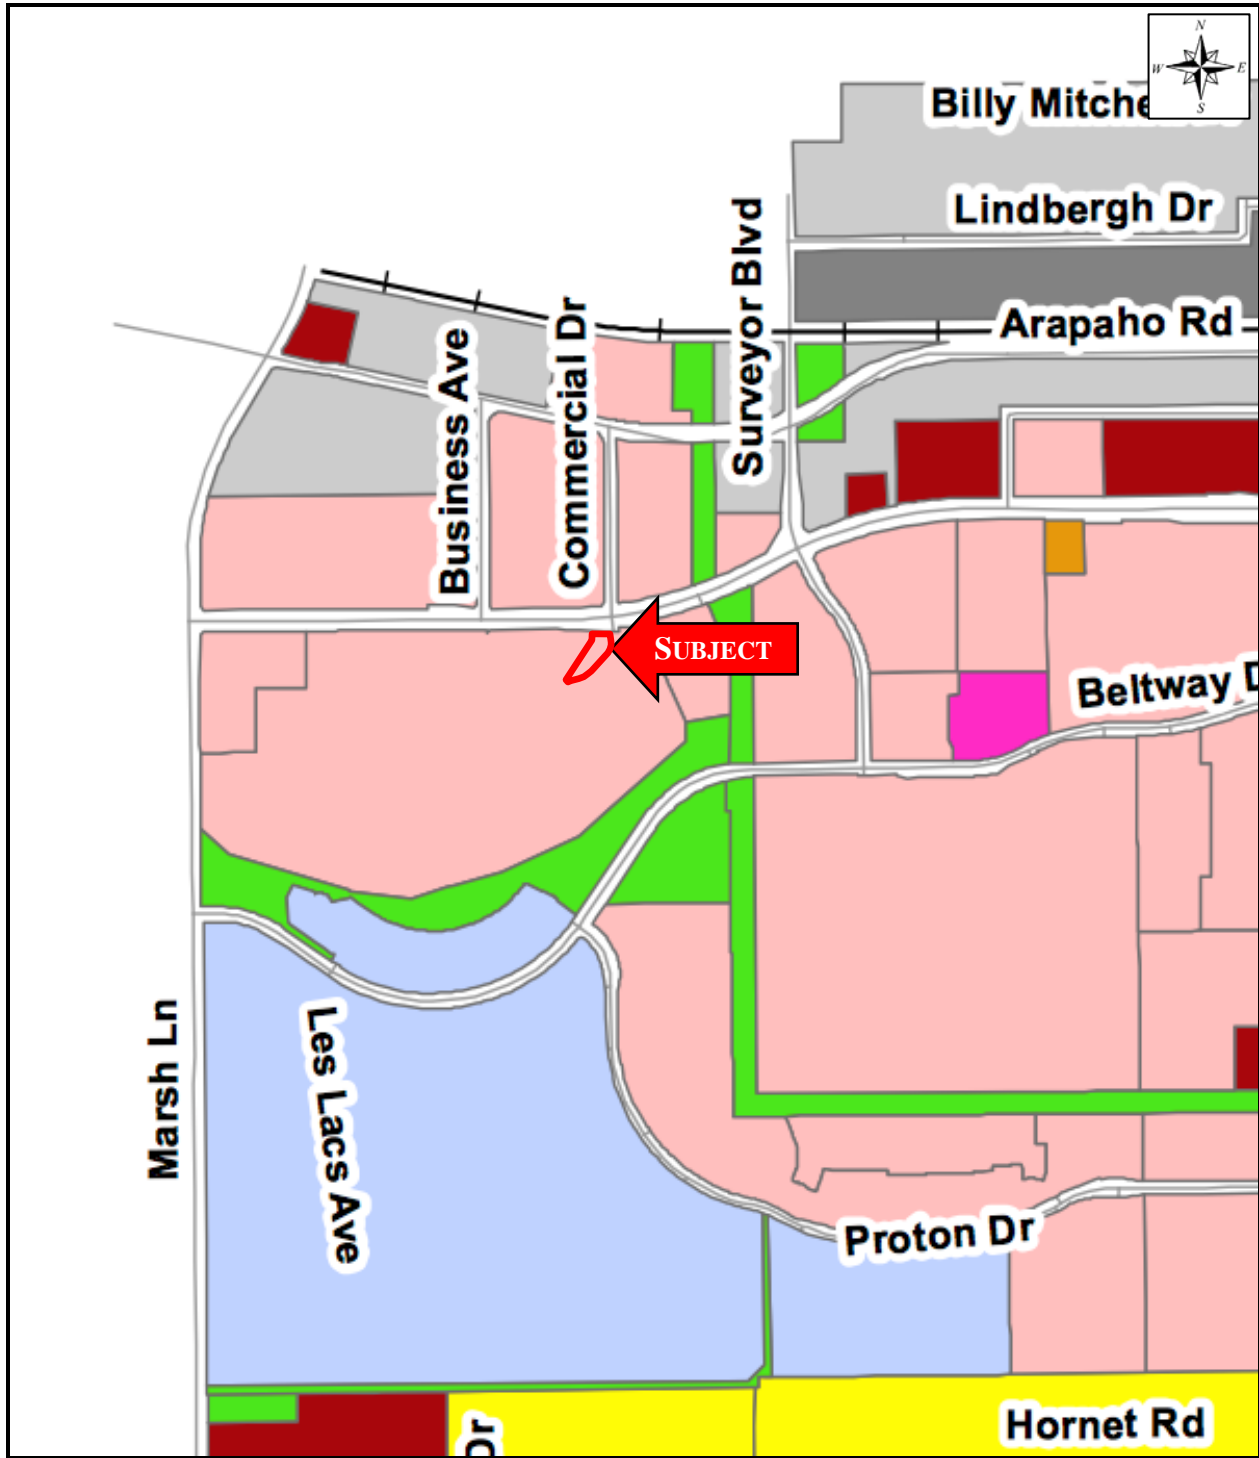 N
W E
S
Billy Mitche
Lindbergh Dr
Arapaho Rd
Surveyor Blvd
Commercial Dr
Business Ave
SUBJECT
Beltway D
Marsh Ln
Les Lacs Ave
Proton Dr
Hornet Rd
Dr